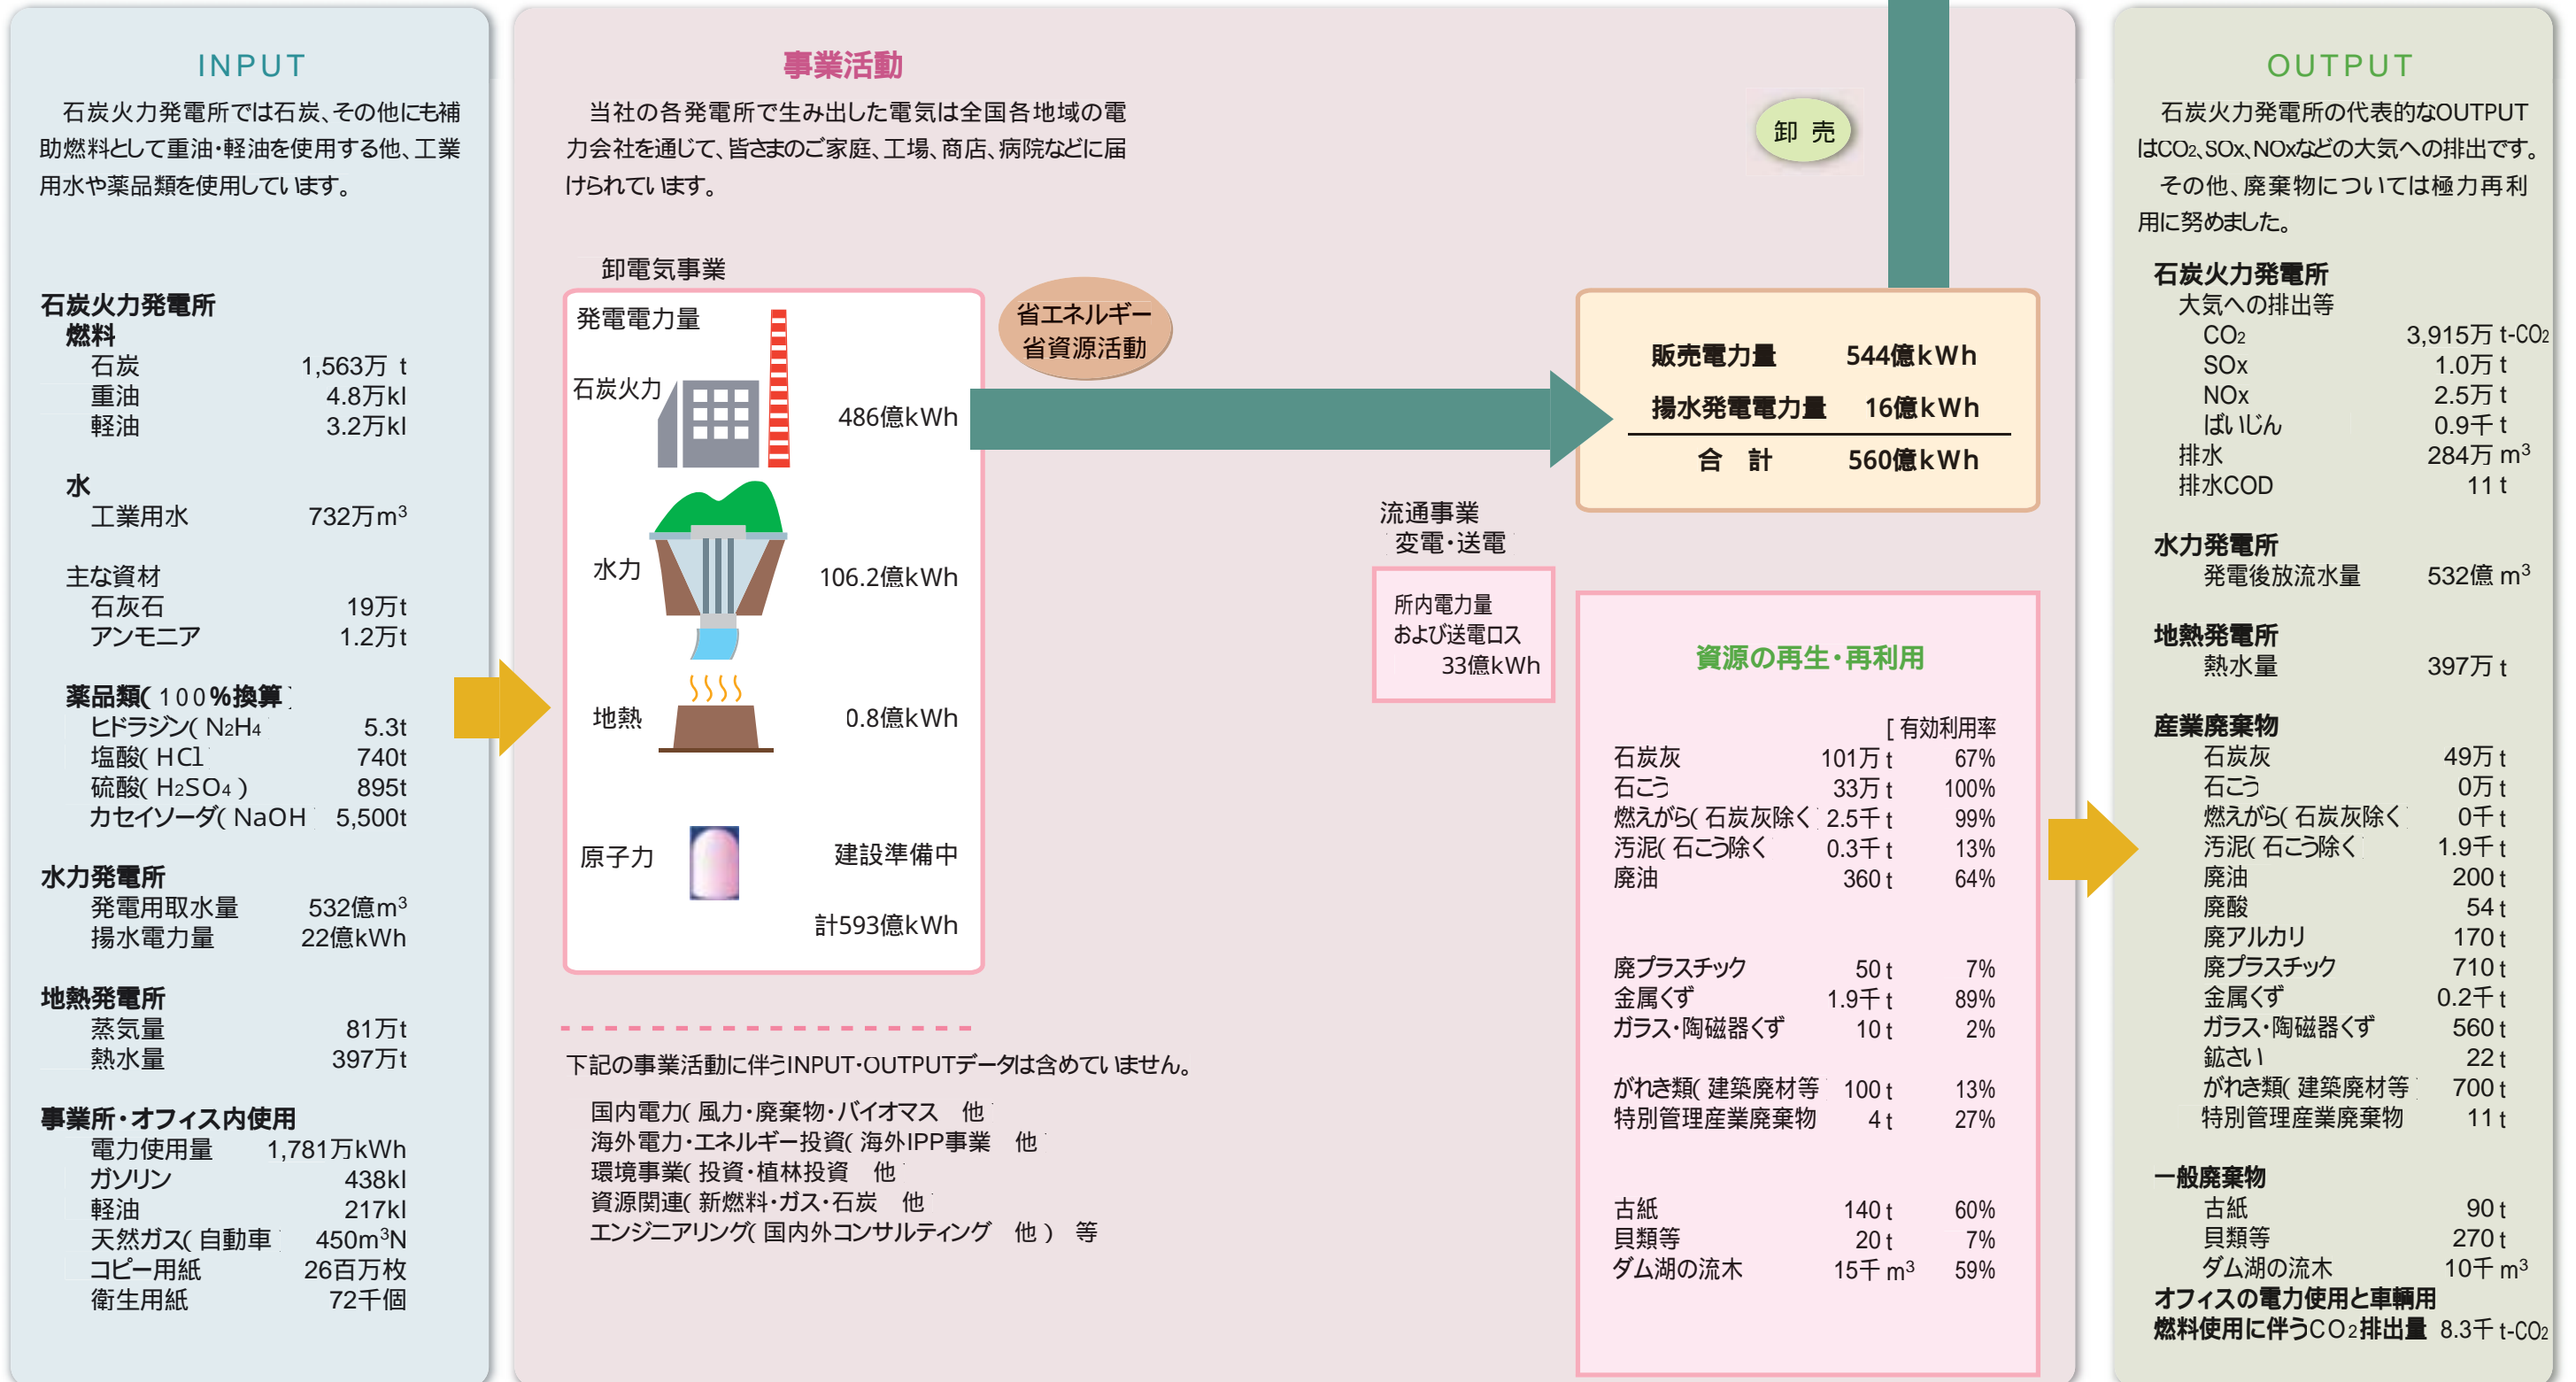 INPUT
石炭火力発電所では石炭、その他にも補
助燃料として重油・軽油を使用する他、工業
用水や薬品類を使用しています。
石炭火力発電所
燃料
石炭 1,563万 t
重油 4.8万kl
軽油 3.2万kl
水
工業用水 732万m³
主な資材
石灰石 19万t
アンモニア 1.2万t
薬品類(100%換算
ヒドラジン(N₂H₄ 5.3t
塩酸(HCl 740t
硫酸(H₂SO₄) 895t
カセイソーダ(NaOH 5,500t
水力発電所
発電用取水量 532億m³
揚水電力量 22億kWh
地熱発電所
蒸気量 81万t
熱水量 397万t
事業所・オフィス内使用
電力使用量 1,781万kWh
ガソリン 438kl
軽油 217kl
天然ガス(自動車 450m³N
コピー用紙 26百万枚
衛生用紙 72千個
事業活動
当社の各発電所で生み出した電気は全国各地域の電
力会社を通じて、皆さまのご家庭、工場、商店、病院などに届
けられています。
卸電気事業
発電電力量
石炭火力 486億kWh
水力 106.2億kWh
地熱 0.8億kWh
原子力 建設準備中
計593億kWh
省エネルギー
省資源活動
卸 売
販売電力量 544億kWh
揚水発電電力量 16億kWh
合 計 560億kWh
流通事業
変電・送電
所内電力量
および送電ロス
33億kWh
資源の再生・再利用
[有効利用率
石炭灰 101万 t 67%
石こう 33万 t 100%
燃えがら(石炭灰除く 2.5千 t 99%
汚泥(石こう除く 0.3千 t 13%
廃油 360 t 64%
廃プラスチック 50 t 7%
金属くず 1.9千 t 89%
ガラス・陶磁器くず 10 t 2%
がれき類(建築廃材等 100 t 13%
特別管理産業廃棄物 4 t 27%
古紙 140 t 60%
貝類等 20 t 7%
ダム湖の流木 15千 m³ 59%
下記の事業活動に伴うINPUT・OUTPUTデータは含めていません。
国内電力(風力・廃棄物・バイオマス 他
海外電力・エネルギー投資(海外IPP事業 他
環境事業(投資・植林投資 他
資源関連(新燃料・ガス・石炭 他
エンジニアリング(国内外コンサルティング 他) 等
OUTPUT
石炭火力発電所の代表的なOUTPUT
はCO₂、SOx、NOxなどの大気への排出です。
その他、廃棄物については極力再利
用に努めました。
石炭火力発電所
大気への排出等
CO₂ 3,915万 t-CO₂
SOx 1.0万 t
NOx 2.5万 t
ばいじん 0.9千 t
排水 284万 m³
排水COD 11 t
水力発電所
発電後放流水量 532億 m³
地熱発電所
熱水量 397万 t
産業廃棄物
石炭灰 49万 t
石こう 0万 t
燃えがら(石炭灰除く 0千 t
汚泥(石こう除く 1.9千 t
廃油 200 t
廃酸 54 t
廃アルカリ 170 t
廃プラスチック 710 t
金属くず 0.2千 t
ガラス・陶磁器くず 560 t
鉱さい 22 t
がれき類(建築廃材等 700 t
特別管理産業廃棄物 11 t
一般廃棄物
古紙 90 t
貝類等 270 t
ダム湖の流木 10千 m³
オフィスの電力使用と車輌用
燃料使用に伴うCO₂排出量 8.3千 t-CO₂